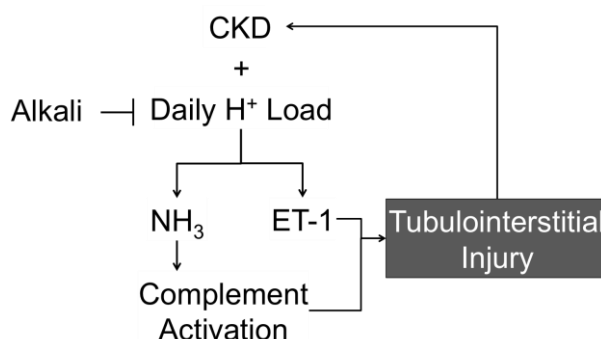 CKD
+
Alkali
Daily H⁺ Load
NH₃
ET-1
Tubulointerstitial
Injury
Complement
Activation